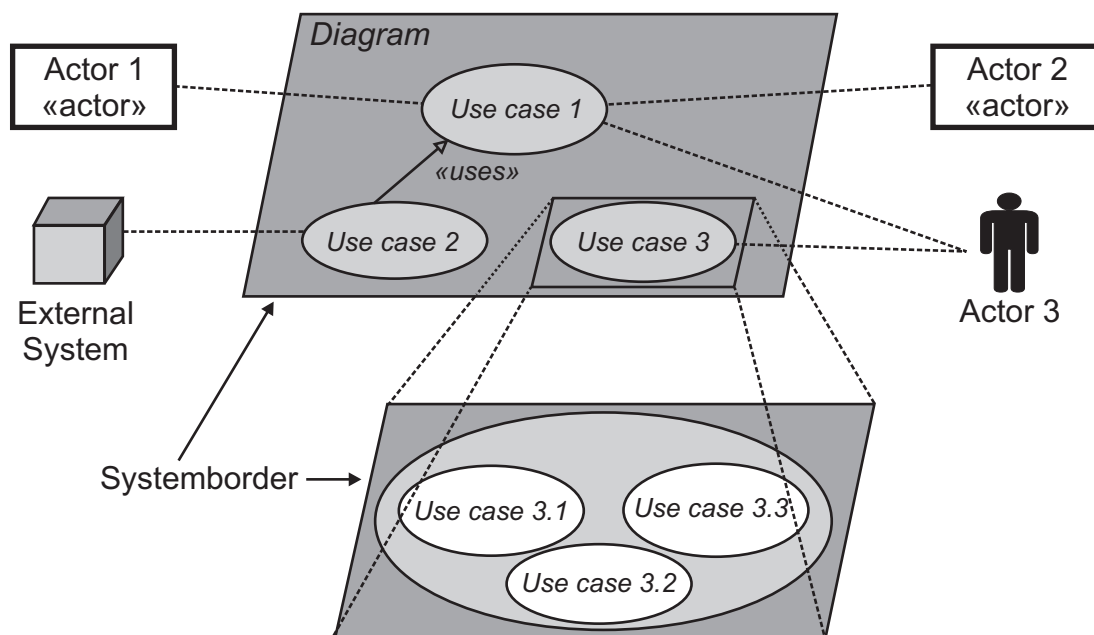 Diagram
Actor 1
«actor»
Actor 2
«actor»
Use case 1
«uses»
Use case 2
Use case 3
External
System
Actor 3
Systemborder
Use case 3.1
Use case 3.3
Use case 3.2